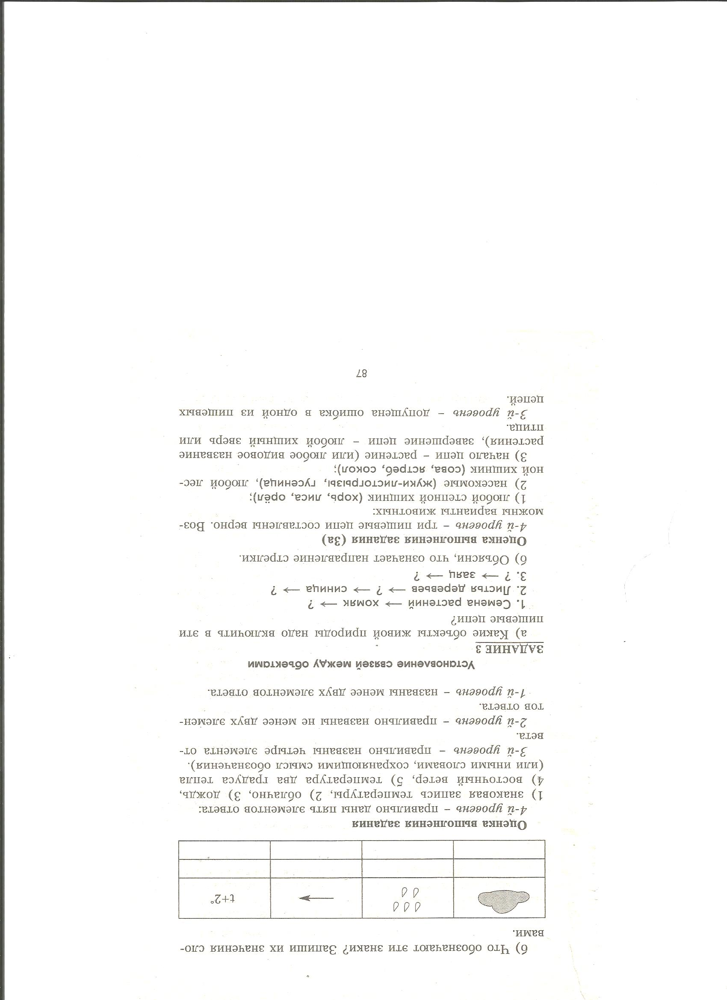 б) Что обозначают эти знаки? Запиши их значения сло-
вами.
t+2°
Оценка выполнения задания
4-й уровень – правильно даны пять элементов ответа:
1) знаковая запись температуры, 2) облачно, 3) дождь,
4) восточный ветер, 5) температура два градуса тепла
(или иными словами, сохраняющими смысл обозначения).
3-й уровень – правильно названы четыре элемента от-
вета.
2-й уровень – правильно названы не менее двух элемен-
тов ответа.
1-й уровень – названы менее двух элементов ответа.
Установление связей между объектами
ЗАДАНИЕ 3
а) Какие объекты живой природы надо включить в эти
пищевые цепи?
1. Семена растений → хомяк → ?
2. Листья деревьев → ? → синица → ?
3. ? → заяц → ?
б) Объясни, что означает направление стрелки.
Оценка выполнения задания (3а)
4-й уровень – три пищевые цепи составлены верно. Воз-
можны варианты животных:
1) любой степной хищник (хорь, лиса, орёл);
2) насекомые (жуки-листогрызы, гусеница), любой лес-
ной хищник (сова, ястреб, сокол);
3) начало цепи – растение (или любое видовое название
растения), завершение цепи – любой хищный зверь или
птица.
3-й уровень – допущена ошибка в одной из пищевых
цепей.
87